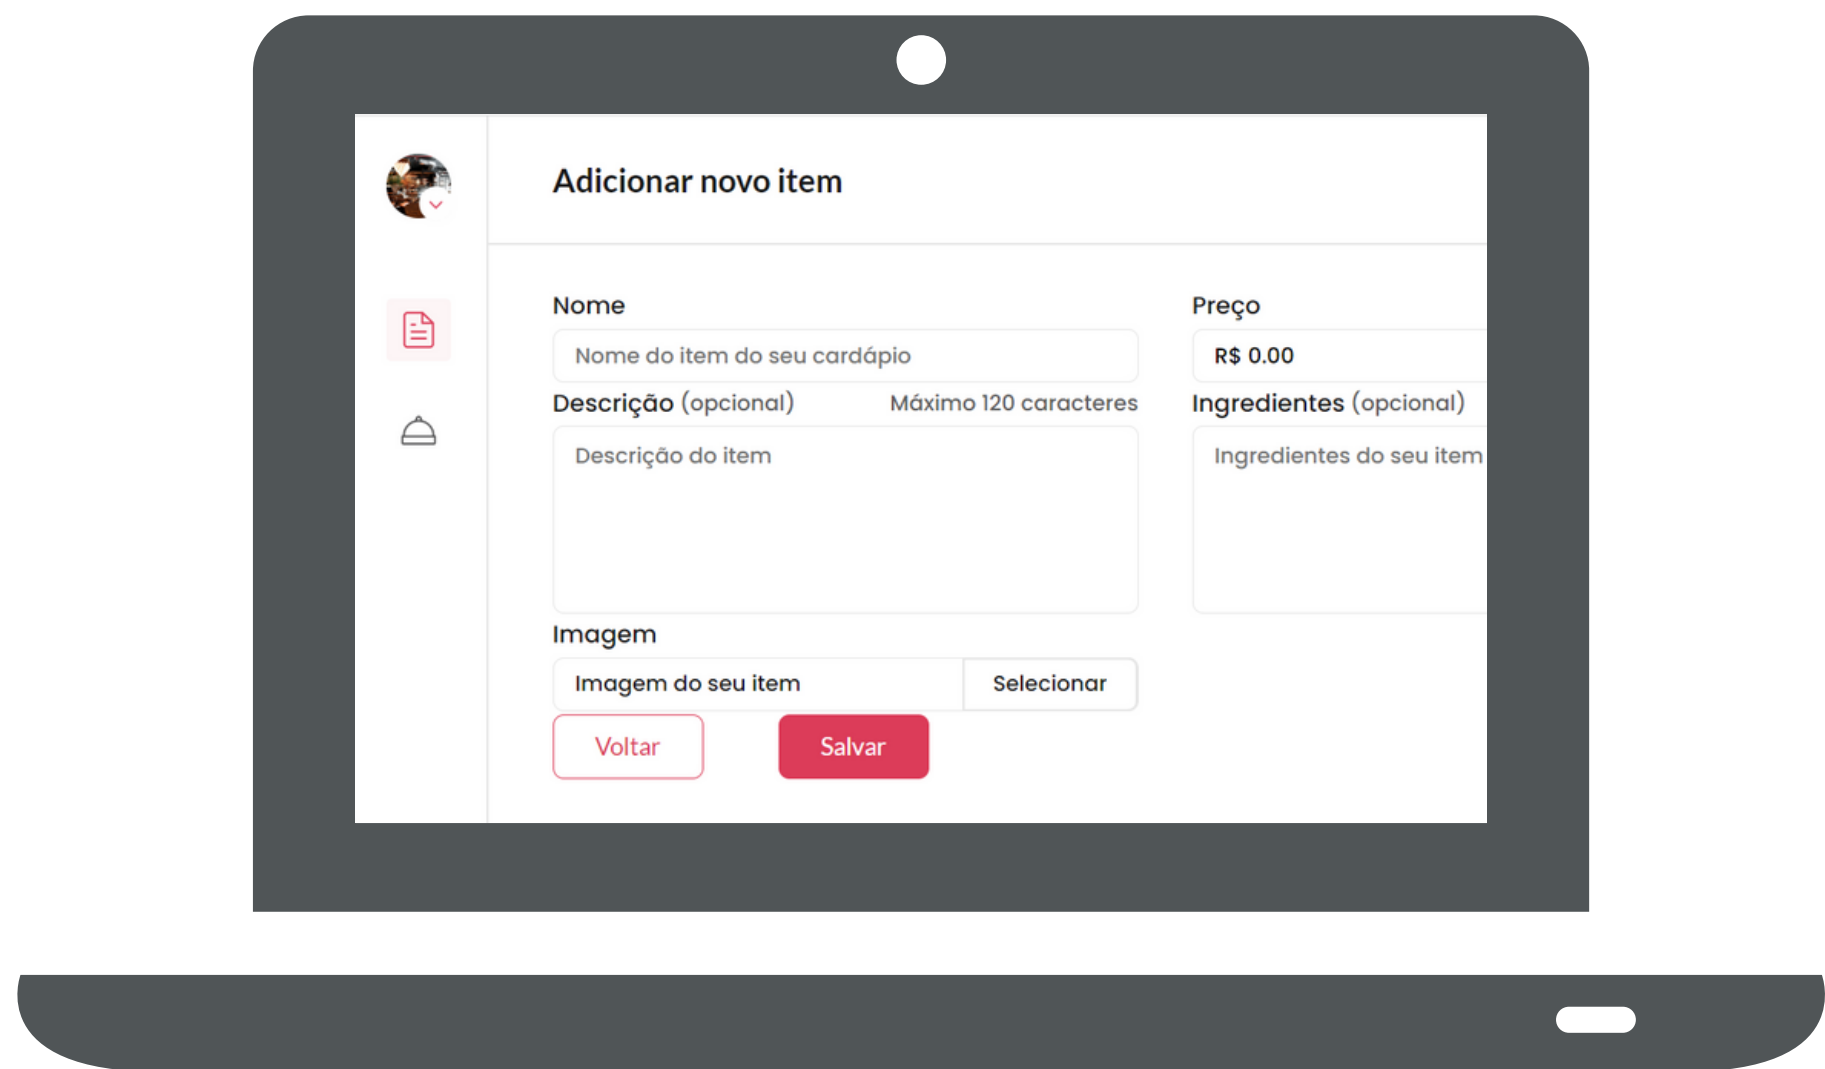 Adicionar novo item
Nome
Preço
Nome do item do seu cardápio
R$ 0.00
Descrição (opcional)
Máximo 120 caracteres
Ingredientes (opcional)
Descrição do item
Ingredientes do seu item
Imagem
Imagem do seu item
Selecionar
Voltar
Salvar